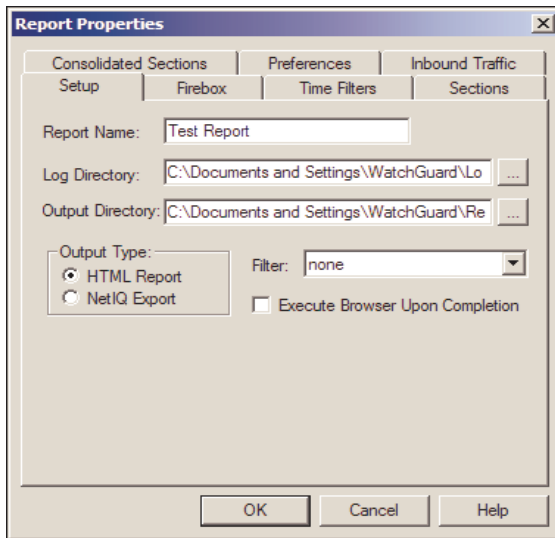 Report Properties
Consolidated Sections Preferences Inbound Traffic
Setup Firebox Time Filters Sections
Report Name: Test Report
Log Directory: C:\Documents and Settings\WatchGuard\Lo ...
Output Directory: C:\Documents and Settings\WatchGuard\Re ...
Output Type:
HTML Report
NetIQ Export
Filter: none
Execute Browser Upon Completion
OK Cancel Help